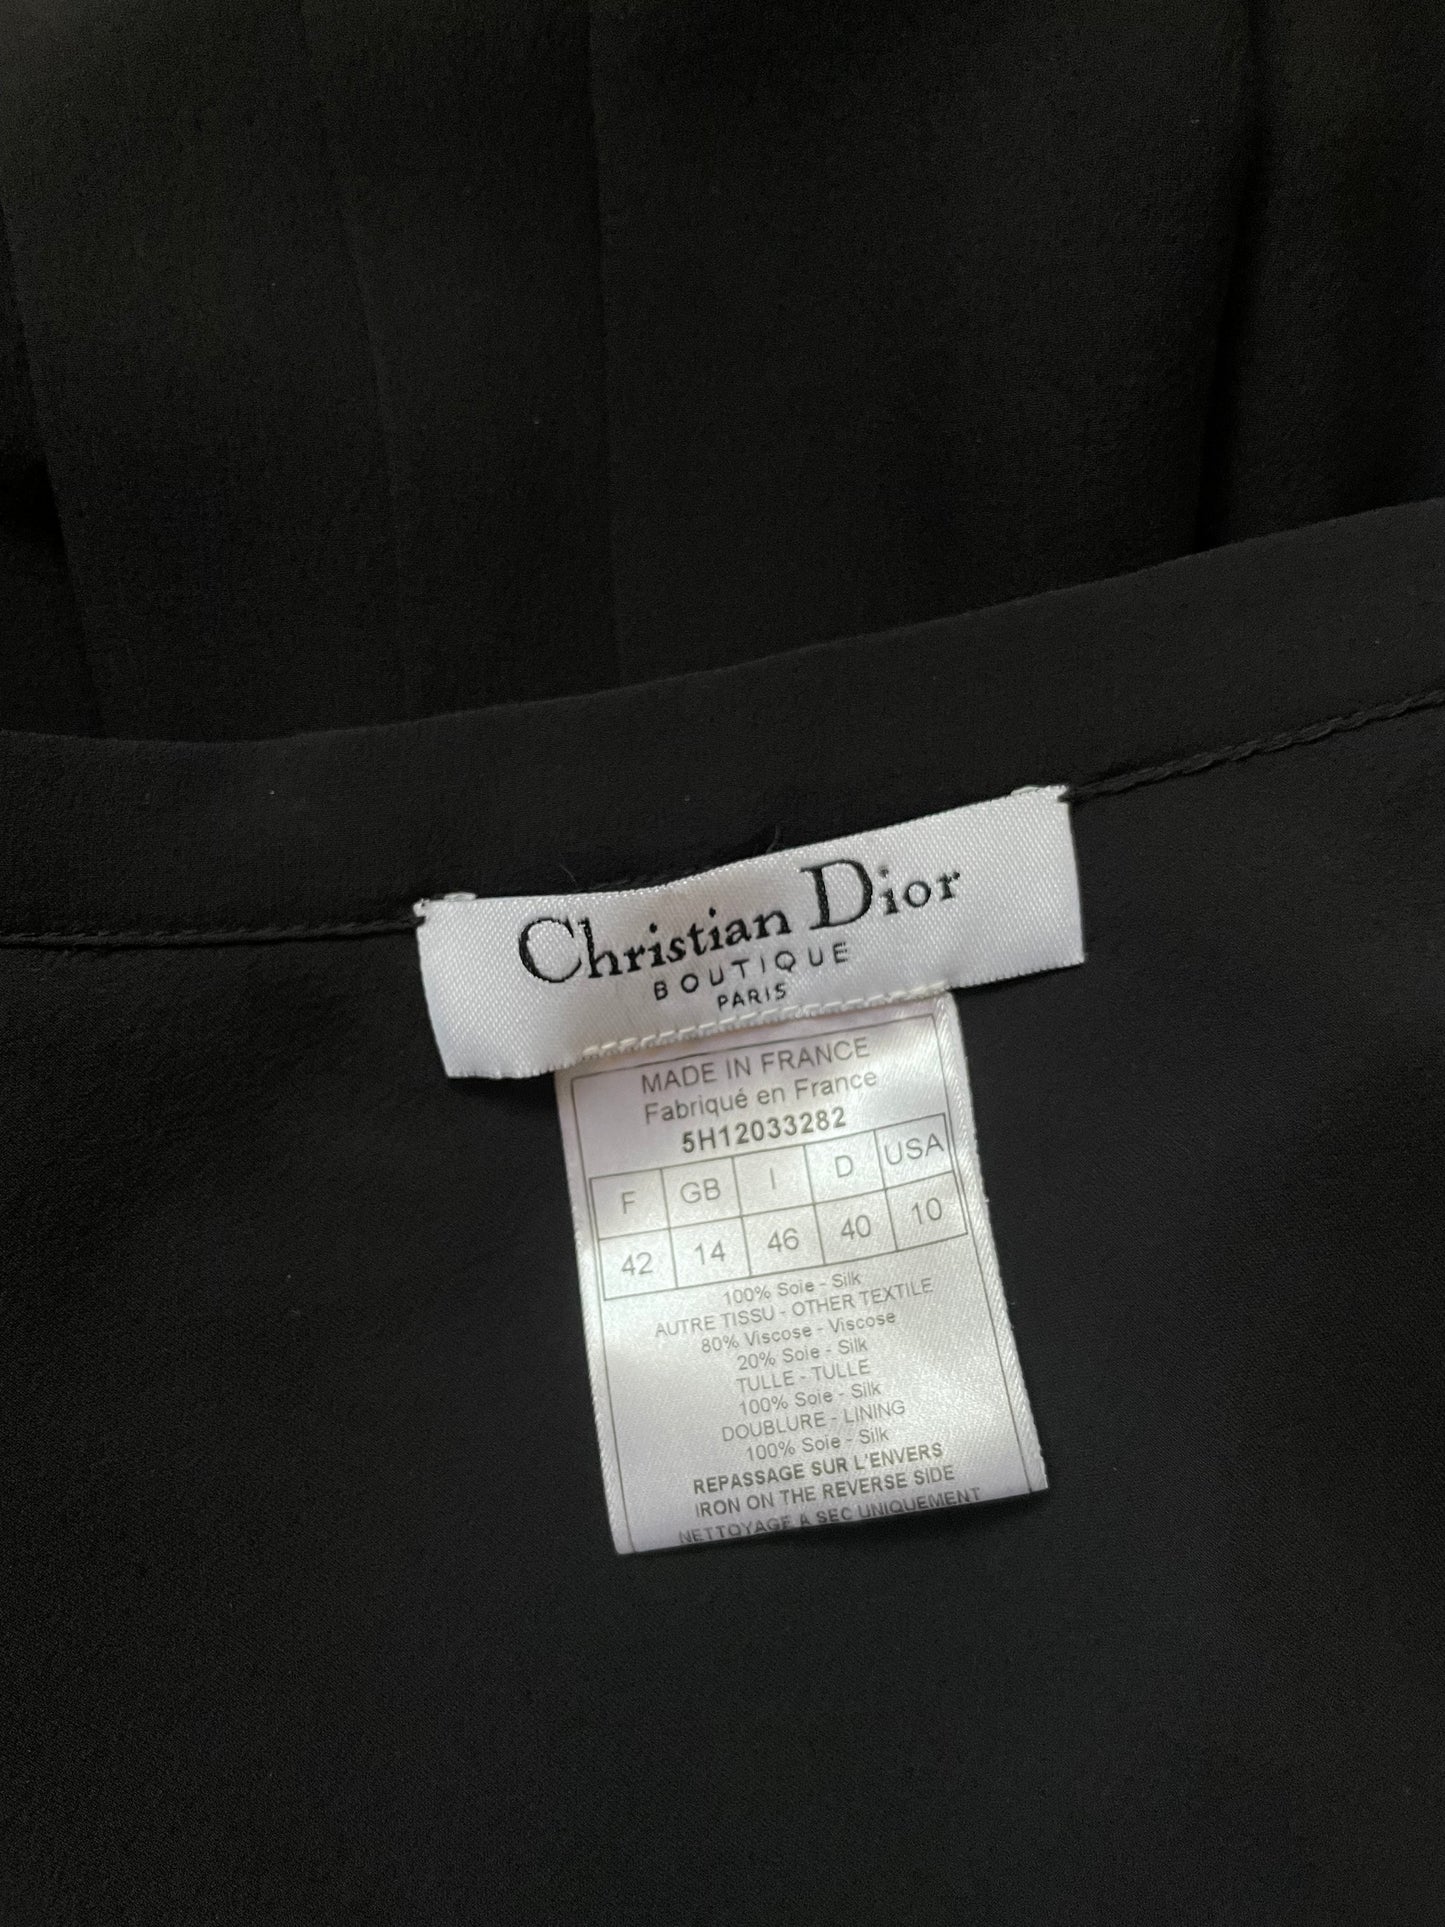 Christian Dior
BOUTIQUE
PARIS
MADE IN FRANCE
Fabriqué en France
5H12033282
F GB I D USA
42 14 46 40 10
100% Soie - Silk
AUTRE TISSU - OTHER TEXTILE
80% Viscose - Viscose
20% Soie - Silk
TULLE - TULLE
100% Soie - Silk
DOUBLURE - LINING
100% Soie - Silk
REPASSAGE SUR L'ENVERS
IRON ON THE REVERSE SIDE
NETTOYAGE A SEC UNIQUEMENT